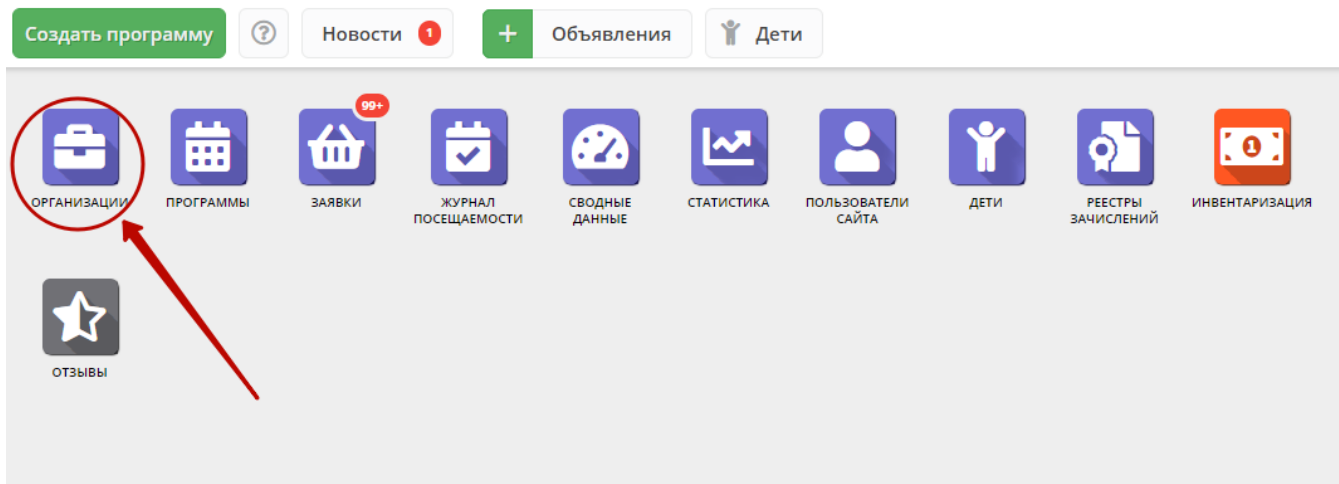 Создать программу
?
Новости 1
+ Объявления
Дети
99+
ОРГАНИЗАЦИИ
ПРОГРАММЫ
ЗАЯВКИ
ЖУРНАЛ
ПОСЕЩАЕМОСТИ
СВОДНЫЕ
ДАННЫЕ
СТАТИСТИКА
ПОЛЬЗОВАТЕЛИ
САЙТА
ДЕТИ
РЕЕСТРЫ
ЗАЧИСЛЕНИЙ
1
ИНВЕНТАРИЗАЦИЯ
ОТЗЫВЫ